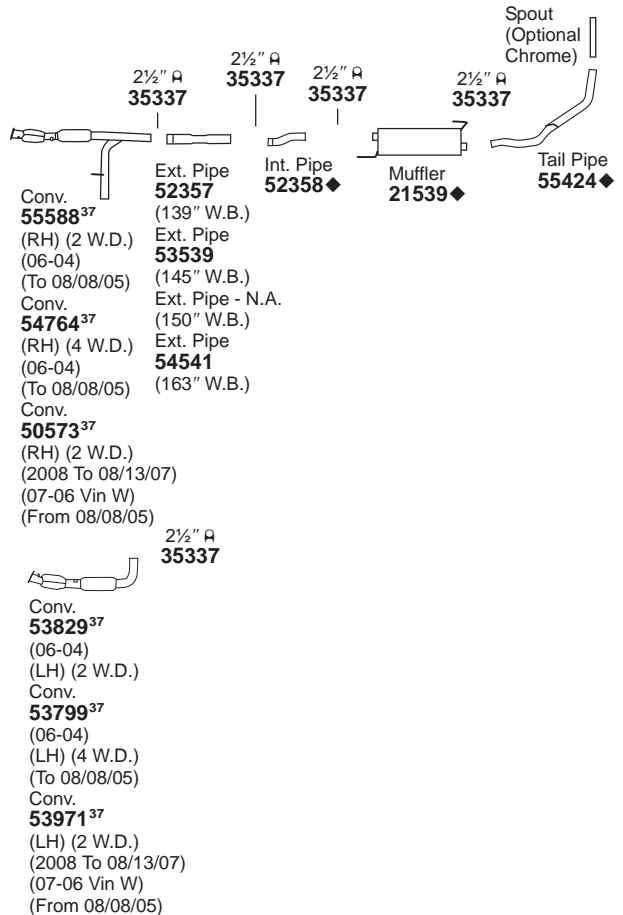 Spout
(Optional
Chrome)
2½″
35337
2½″
35337
2½″
35337
2½″
35337
Conv.
55588³⁷
(RH) (2 W.D.)
(06-04)
(To 08/08/05)
Conv.
54764³⁷
(RH) (4 W.D.)
(06-04)
(To 08/08/05)
Conv.
50573³⁷
(RH) (2 W.D.)
(2008 To 08/13/07)
(07-06 Vin W)
(From 08/08/05)
Ext. Pipe
52357
(139″ W.B.)
Ext. Pipe
53539
(145″ W.B.)
Ext. Pipe - N.A.
(150″ W.B.)
Ext. Pipe
54541
(163″ W.B.)
Int. Pipe
52358◆
Muffler
21539◆
Tail Pipe
55424◆
2½″
35337
Conv.
53829³⁷
(06-04)
(LH) (2 W.D.)
Conv.
53799³⁷
(06-04)
(LH) (4 W.D.)
(To 08/08/05)
Conv.
53971³⁷
(LH) (2 W.D.)
(2008 To 08/13/07)
(07-06 Vin W)
(From 08/08/05)